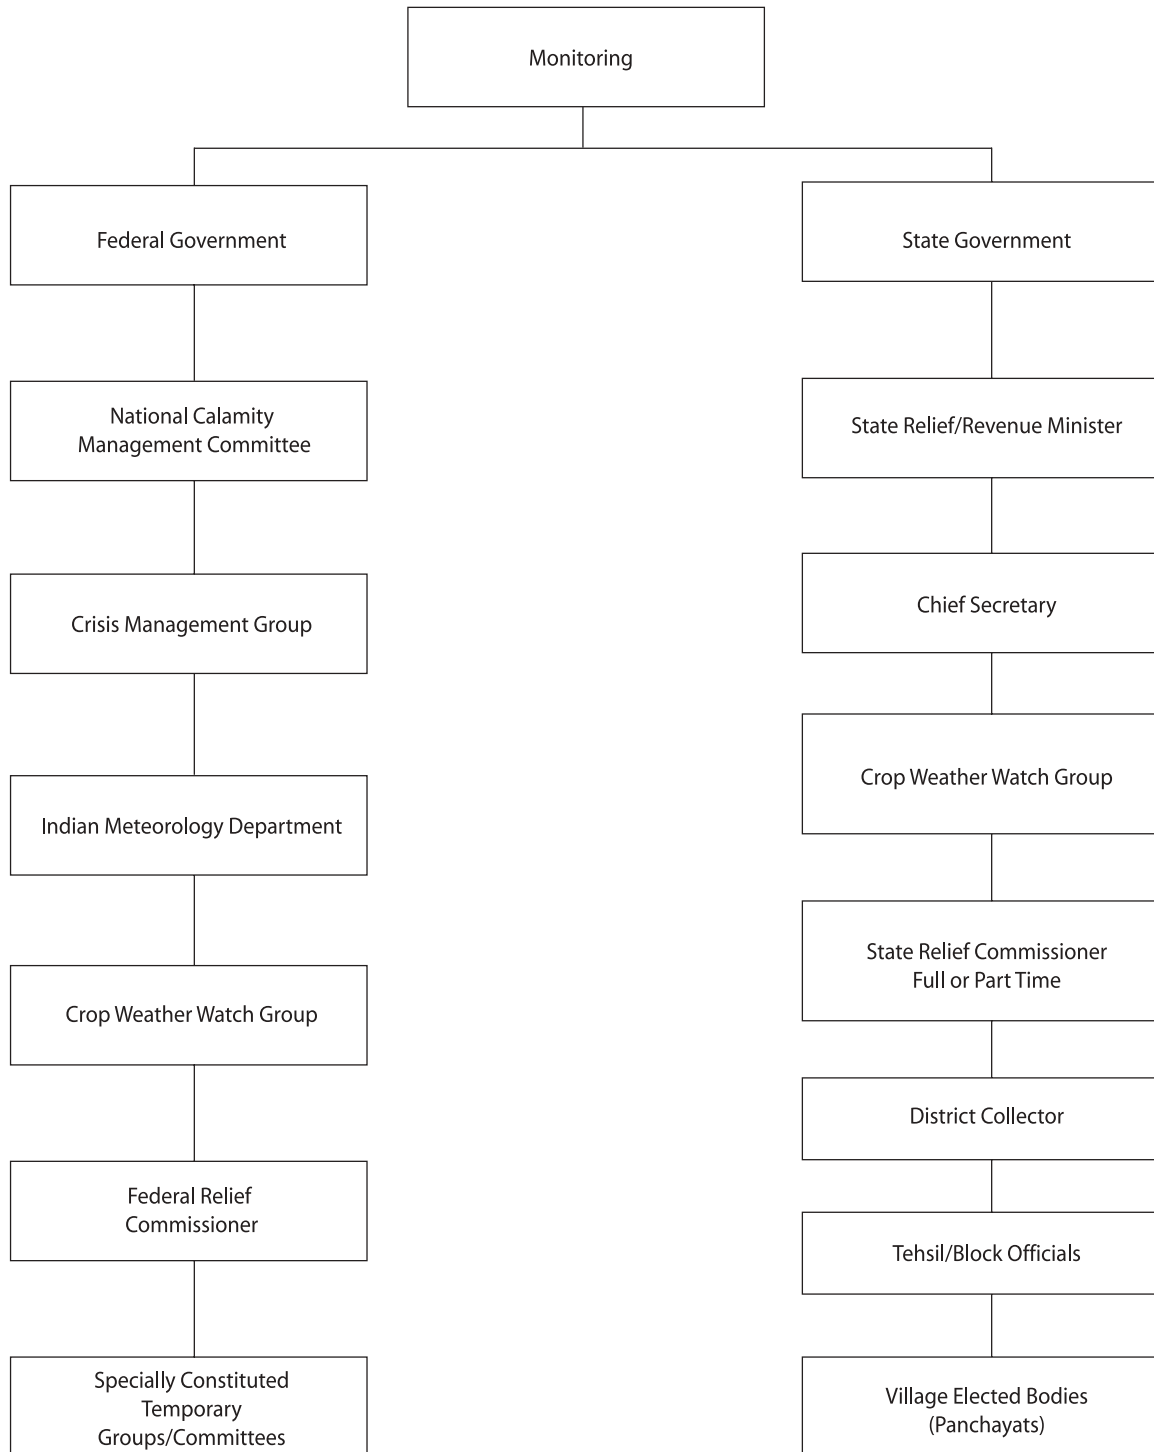 Monitoring
Federal Government
National Calamity
Management Committee
Crisis Management Group
Indian Meteorology Department
Crop Weather Watch Group
Federal Relief
Commissioner
Specially Constituted
Temporary
Groups/Committees
State Government
State Relief/Revenue Minister
Chief Secretary
Crop Weather Watch Group
State Relief Commissioner
Full or Part Time
District Collector
Tehsil/Block Officials
Village Elected Bodies
(Panchayats)